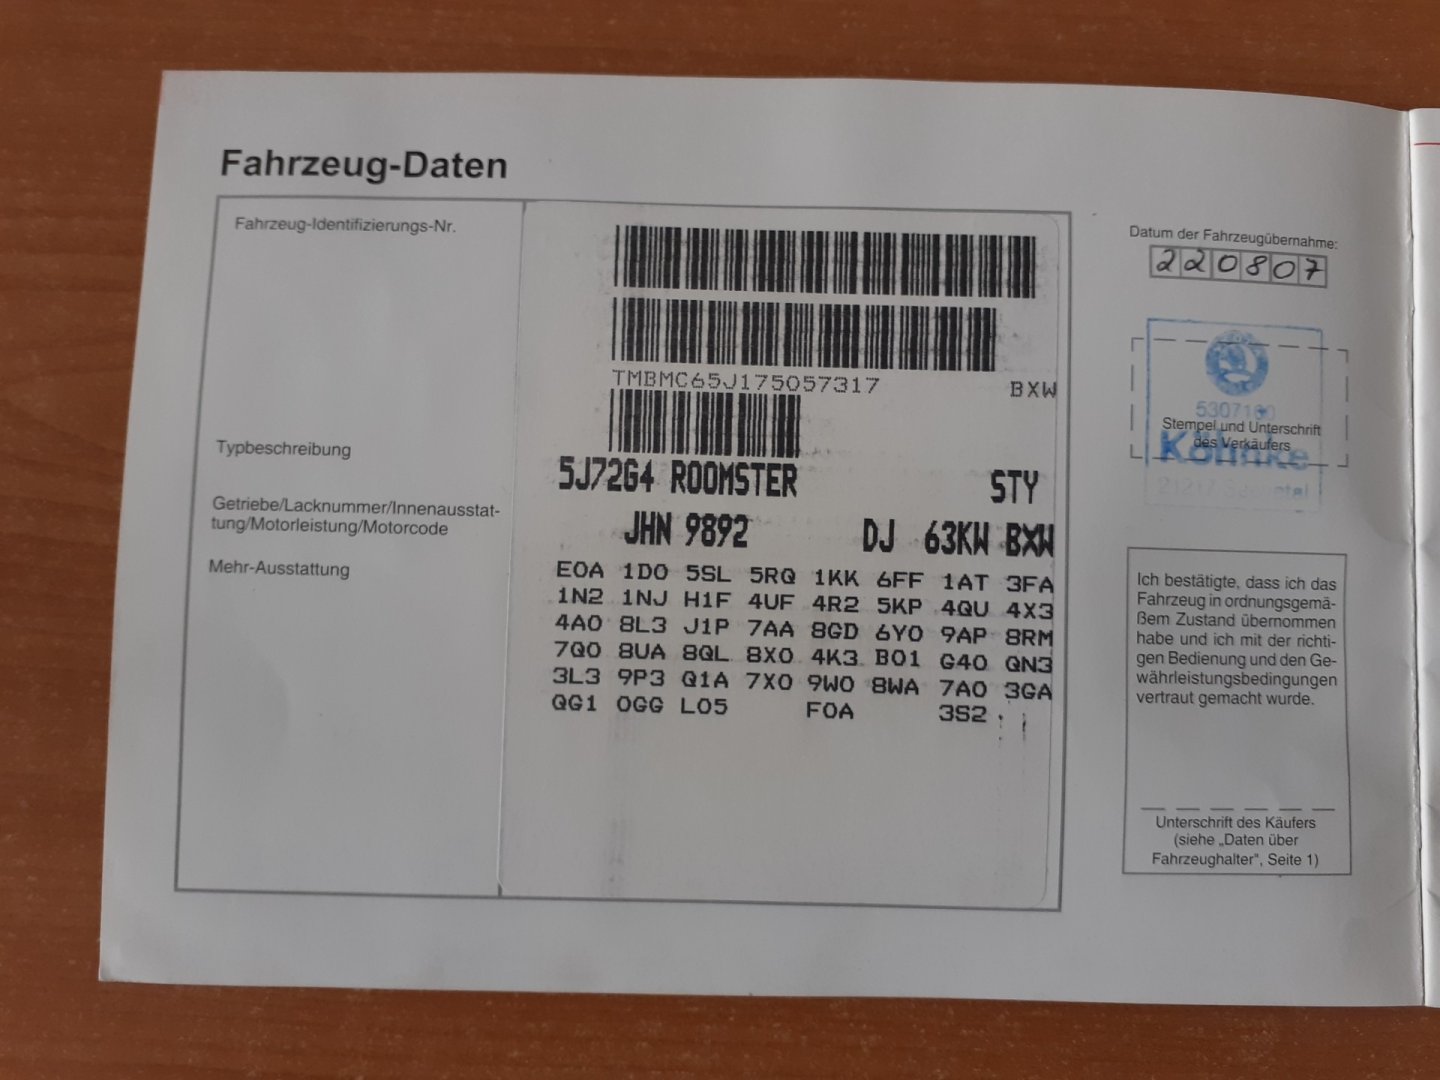 Fahrzeug-Daten
Fahrzeug-Identifizierungs-Nr.
TMBMC65J175057317 BXW
Typbeschreibung
5J72G4 ROOMSTER STY
Getriebe/Lacknummer/Innenausstat-
tung/Motorleistung/Motorcode
JHN 9892 DJ 63KW BXW
Mehr-Ausstattung
E0A 1D0 5SL 5RQ 1KK 6FF 1AT 3FA
1N2 1NJ H1F 4UF 4R2 5KP 4QU 4X3
4A0 8L3 J1P 7AA 8GD 6Y0 9AP 8RM
7Q0 8UA 8QL 8X0 4K3 B01 G40 QN3
3L3 9P3 Q1A 7X0 9W0 8WA 7A0 3GA
QG1 0GG L05 F0A 3S2
Datum der Fahrzeugübernahme:
220807
5307160
Stempel und Unterschrift
des Verkäufers
Köhnke
Ich bestätigte, dass ich das
Fahrzeug in ordnungsgemä-
ßem Zustand übernommen
habe und ich mit der richti-
gen Bedienung und den Ge-
währleistungsbedingungen
vertraut gemacht wurde.
Unterschrift des Käufers
(siehe „Daten über
Fahrzeughalter", Seite 1)